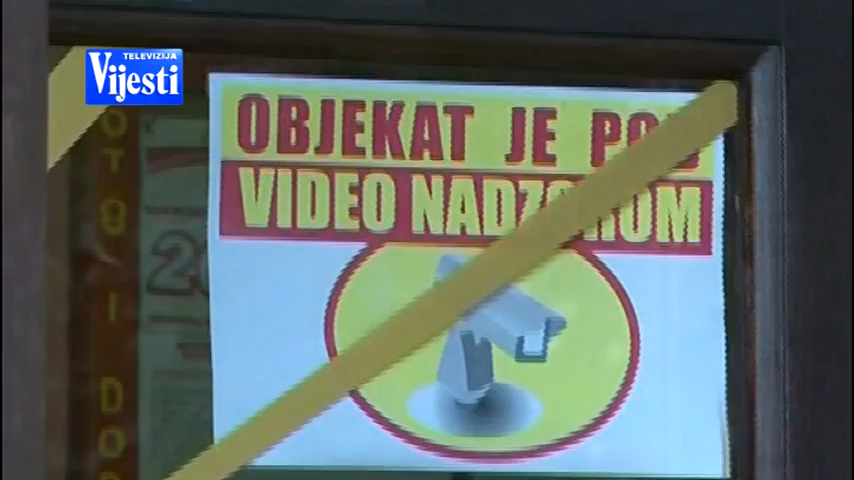 TELEVIZIJA
Vijesti
OBJEKAT JE POD
VIDEO NADZOROM